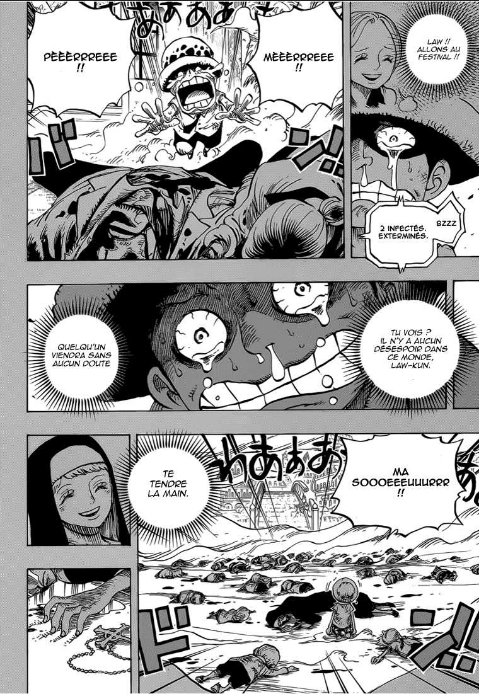 LAW !!
ALLONS AU
FESTIVAL !!
MÈÈÈRRREEE
!!
PÈÈÈRRREEE
!!
BZZZ
2 INFECTÉS.
EXTERMINÉS.
TU VOIS ?
IL N'Y A AUCUN
DÉSESPOIR DANS
CE MONDE,
LAW-KUN.
QUELQU'UN
VIENDRA SANS
AUCUN DOUTE
TE
TENDRE
LA MAIN.
MA
SOOOEEEUUURRR
!!